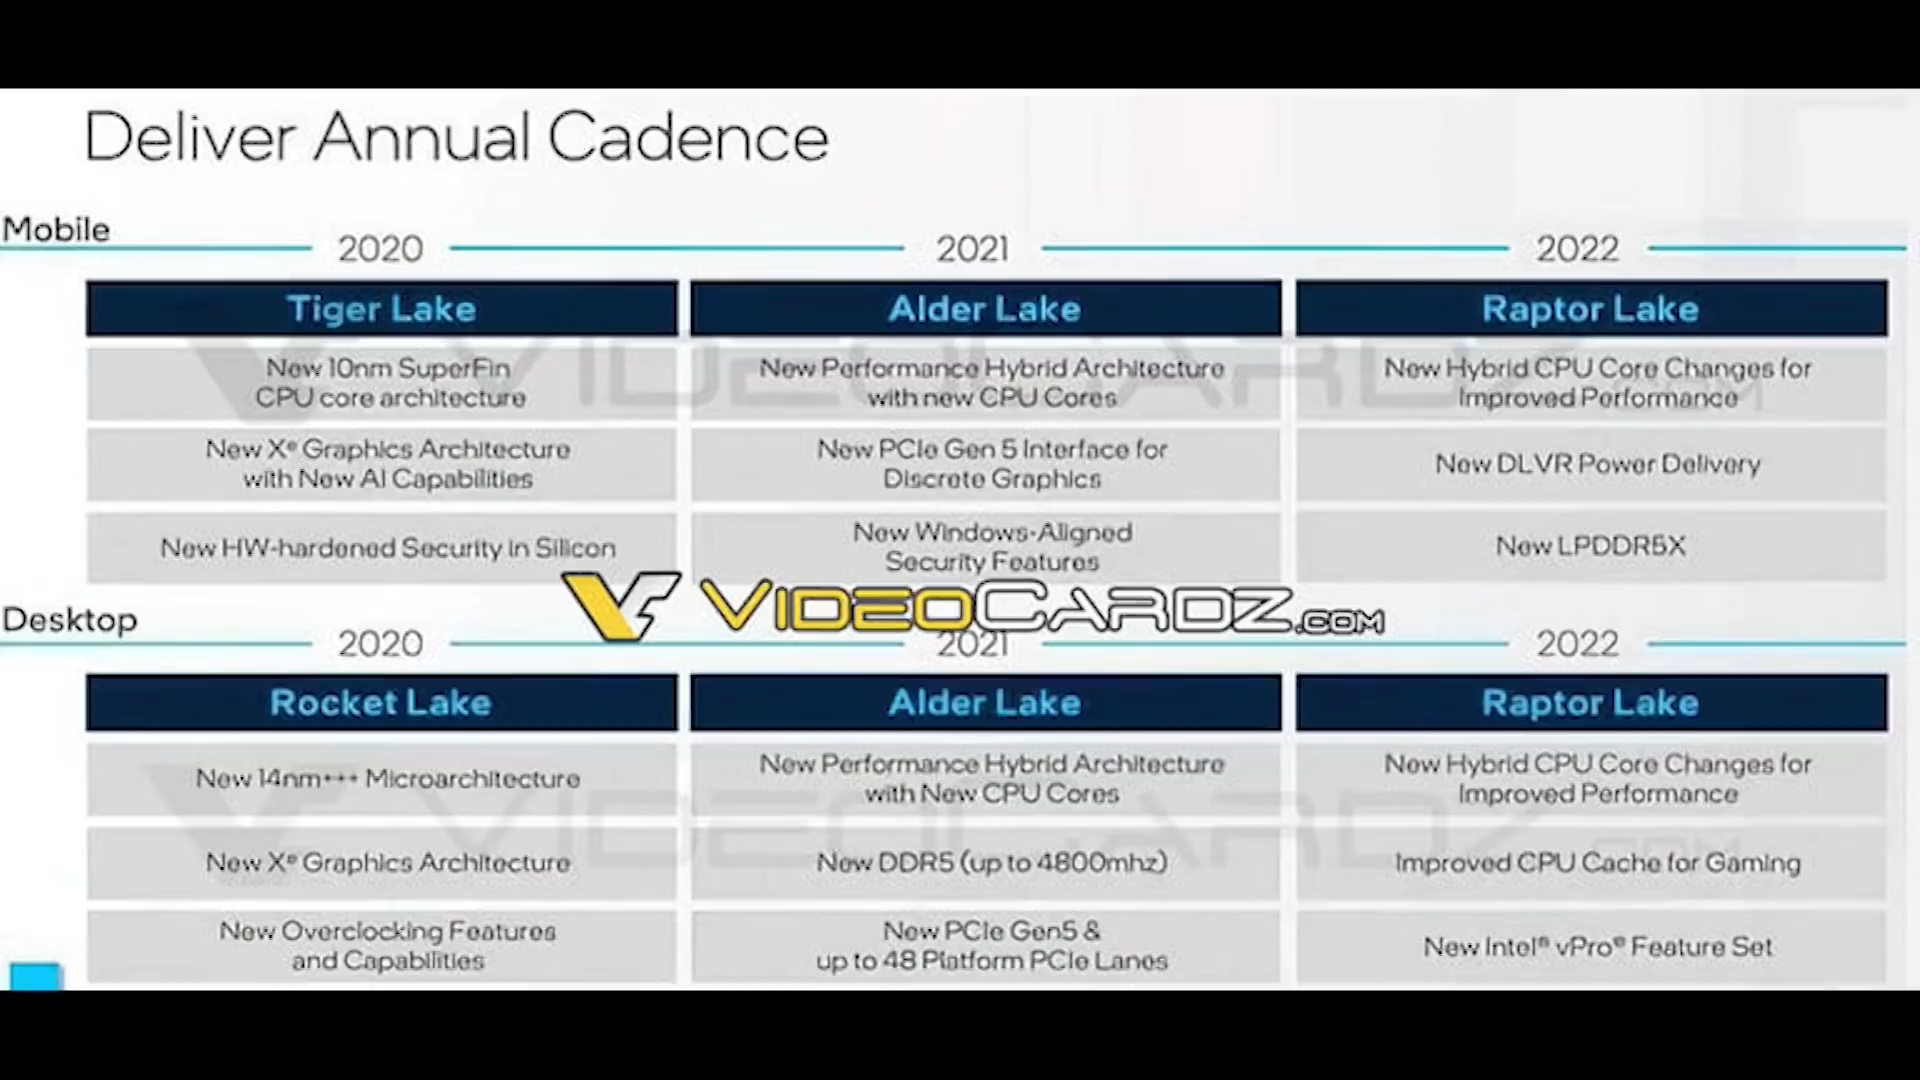 Deliver Annual Cadence
Mobile
2020
2021
2022
Tiger Lake
Alder Lake
Raptor Lake
New 10nm SuperFin
CPU core architecture
New Performance Hybrid Architecture
with new CPU Cores
New Hybrid CPU Core Changes for
Improved Performance
New Xᵉ Graphics Architecture
with New AI Capabilities
New PCIe Gen 5 Interface for
Discrete Graphics
New DLVR Power Delivery
New HW-hardened Security in Silicon
New Windows-Aligned
Security Features
New LPDDR5X
VIDEOCARDZ.COM
Desktop
2020
2021
2022
Rocket Lake
Alder Lake
Raptor Lake
New 14nm+++ Microarchitecture
New Performance Hybrid Architecture
with New CPU Cores
New Hybrid CPU Core Changes for
Improved Performance
New Xᵉ Graphics Architecture
New DDR5 (up to 4800mhz)
Improved CPU Cache for Gaming
New Overclocking Features
and Capabilities
New PCIe Gen5 &
up to 48 Platform PCIe Lanes
New Intel® vPro® Feature Set
VIDEOCARDZ.COM
VIDEOCARDZ.COM